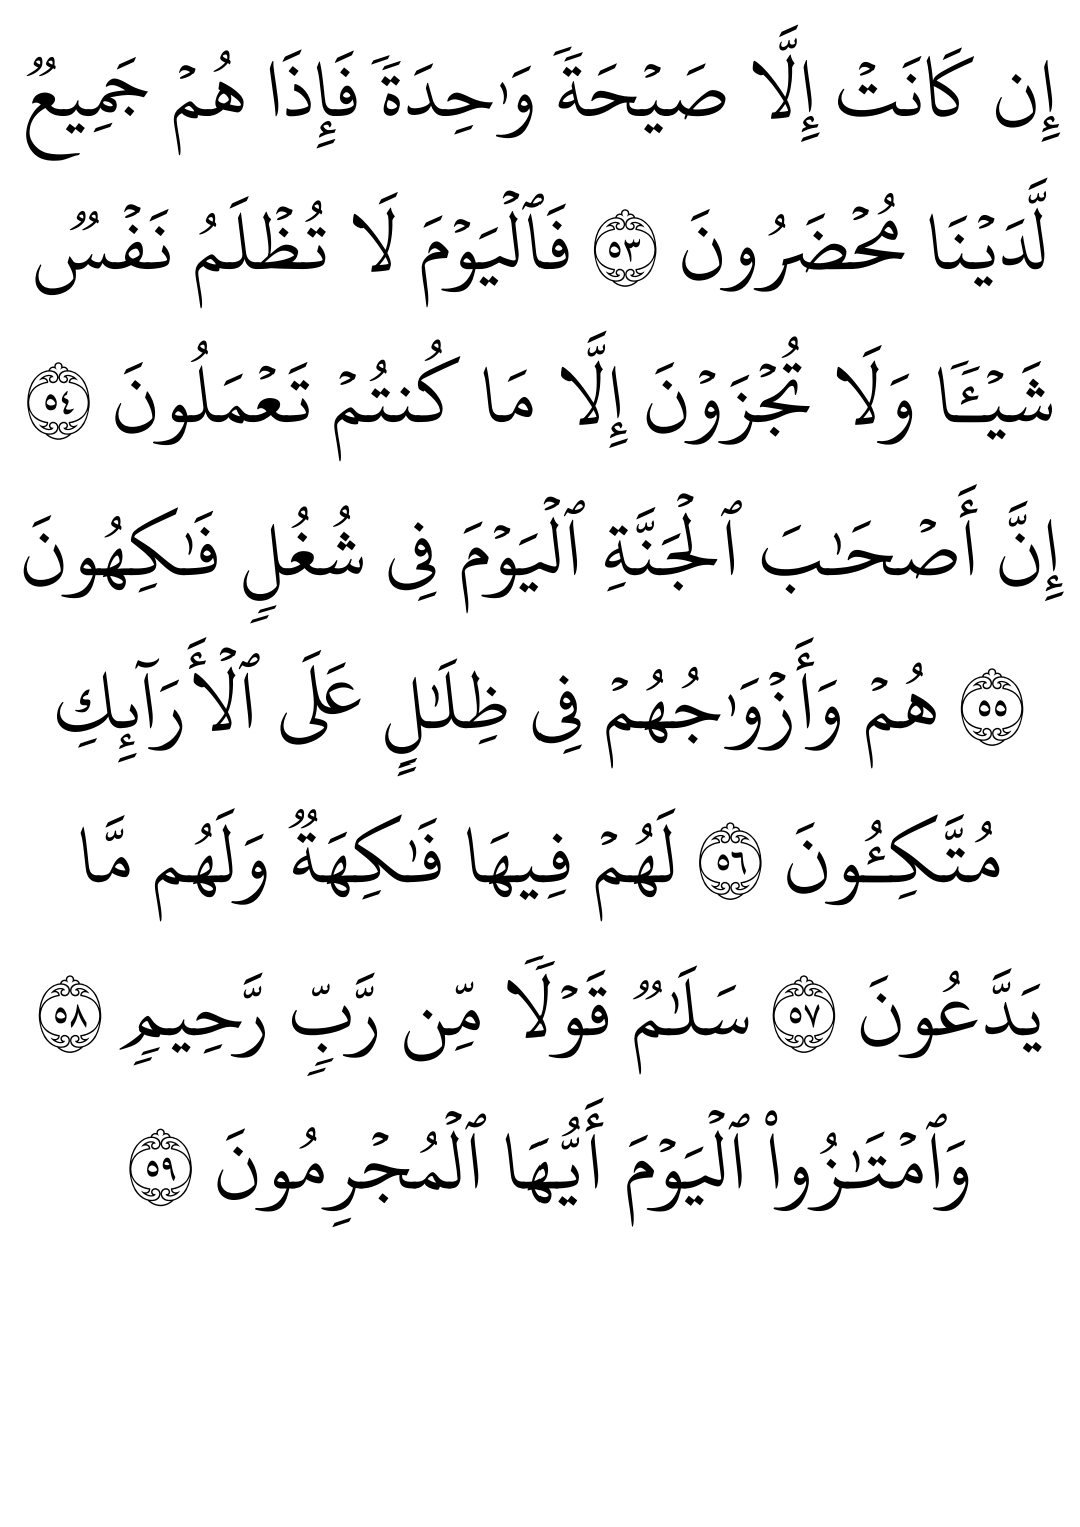 إِن كَانَتۡ إِلَّا صَيۡحَةٗ وَٰحِدَةٗ فَإِذَا هُمۡ جَمِيعٞ
لَّدَيۡنَا مُحۡضَرُونَ ٥٣ فَٱلۡيَوۡمَ لَا تُظۡلَمُ نَفۡسٞ
شَيۡـٔٗا وَلَا تُجۡزَوۡنَ إِلَّا مَا كُنتُمۡ تَعۡمَلُونَ ٥٤
إِنَّ أَصۡحَٰبَ ٱلۡجَنَّةِ ٱلۡيَوۡمَ فِي شُغُلٖ فَٰكِهُونَ
٥٥ هُمۡ وَأَزۡوَٰجُهُمۡ فِي ظِلَٰلٍ عَلَى ٱلۡأَرَآئِكِ
مُتَّكِـُٔونَ ٥٦ لَهُمۡ فِيهَا فَٰكِهَةٞ وَلَهُم مَّا
يَدَّعُونَ ٥٧ سَلَٰمٞ قَوۡلٗا مِّن رَّبّٖ رَّحِيمٖ ٥٨
وَٱمۡتَٰزُواْ ٱلۡيَوۡمَ أَيُّهَا ٱلۡمُجۡرِمُونَ ٥٩